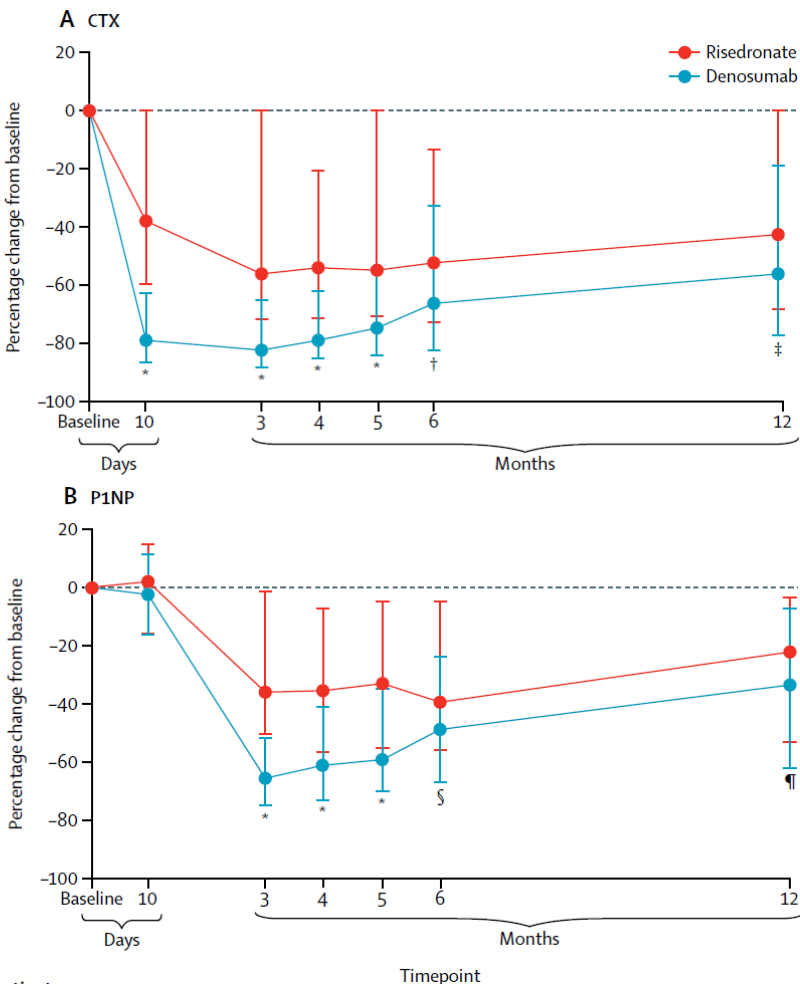 A CTX
Risedronate
Denosumab
Percentage change from baseline
20
0
–20
–40
–60
–80
–100
* * * * † ‡
Baseline 10 3 4 5 6 12
Days Months
B P1NP
Percentage change from baseline
20
0
–20
–40
–60
–80
–100
* * * § ¶
Baseline 10 3 4 5 6 12
Days Months
Timepoint